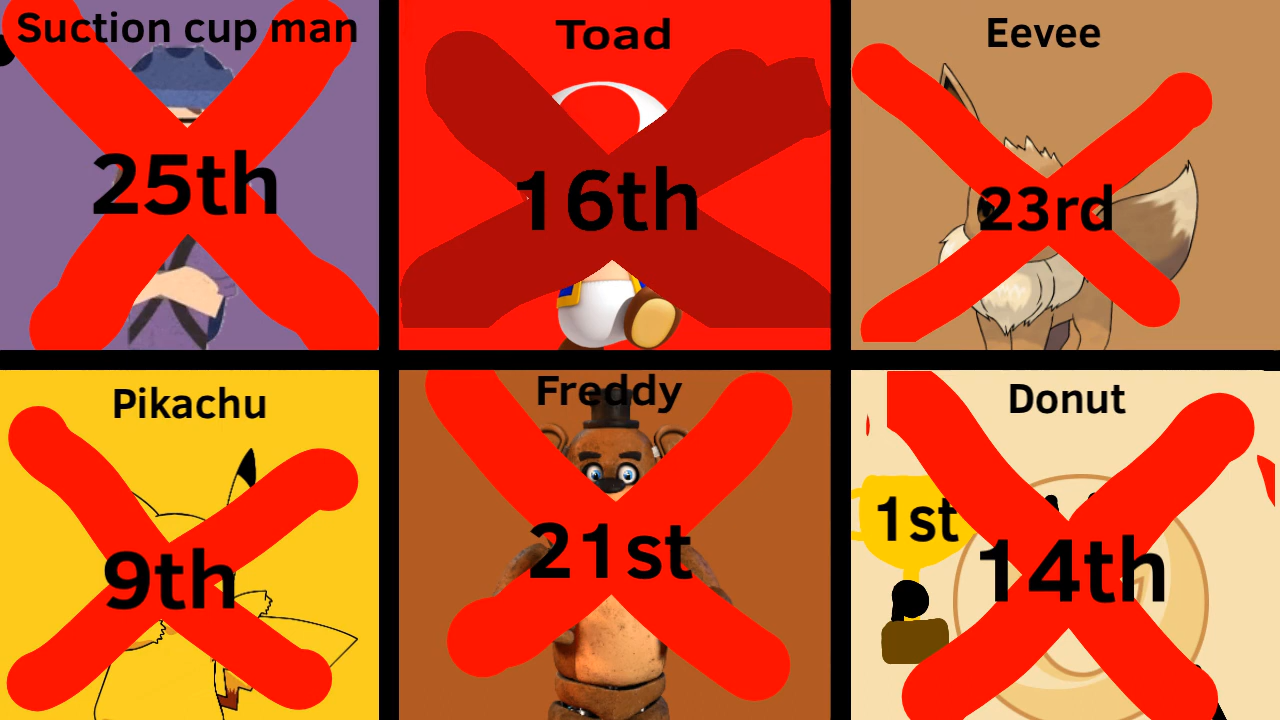 Suction cup man
25th
Toad
16th
Eevee
23rd
Pikachu
9th
Freddy
21st
Donut
1st
14th